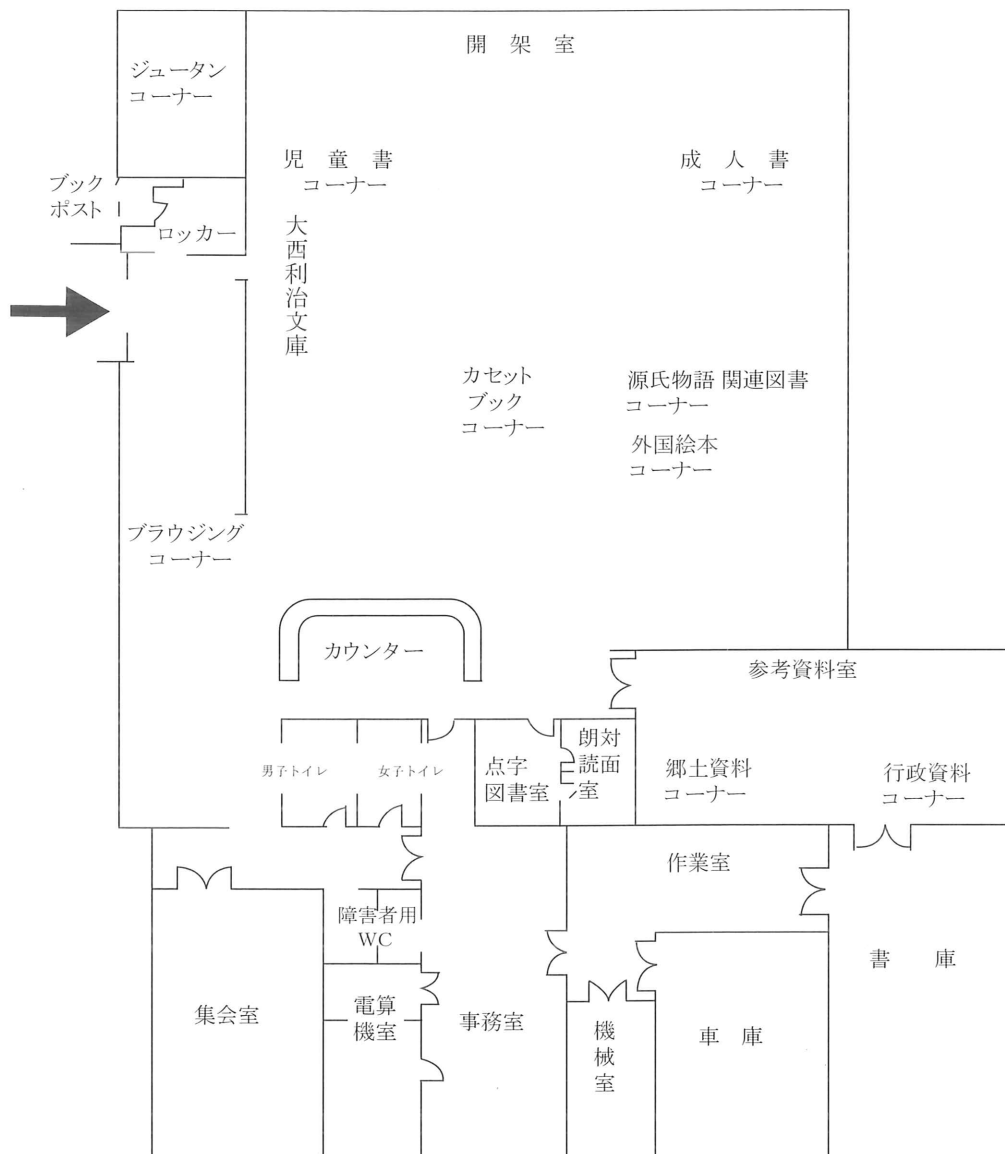 開架室
ジュータン
コーナー
児童書
コーナー
成人書
コーナー
ブック
ポスト
ロッカー
大西利治文庫
カセット
ブック
コーナー
源氏物語 関連図書
コーナー
外国絵本
コーナー
ブラウジング
コーナー
カウンター
参考資料室
男子トイレ
女子トイレ
点字
図書室
対面
朗読
室
郷土資料
コーナー
行政資料
コーナー
作業室
障害者用
WC
書庫
集会室
電算
機室
事務室
機械室
車庫